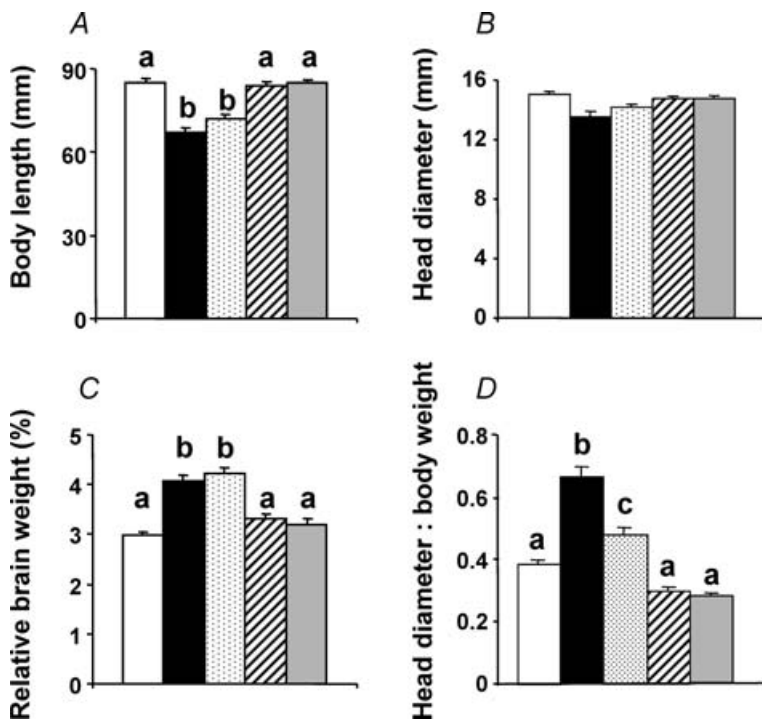 A
Body length (mm)
90
60
30
0
a
b
b
a
a
B
Head diameter (mm)
16
12
8
4
0
C
Relative brain weight (%)
5
4
3
2
1
0
a
b
b
a
a
D
Head diameter : body weight
0.8
0.6
0.4
0.2
0
a
b
c
a
a